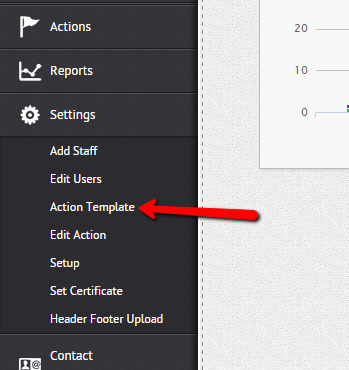 Actions
Reports
Settings
Add Staff
Edit Users
Action Template
Edit Action
Setup
Set Certificate
Header Footer Upload
Contact
20
10
0